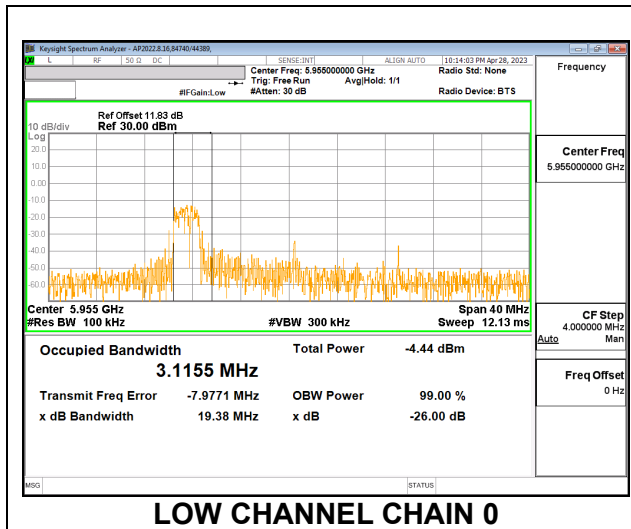 Keysight Spectrum Analyzer - AP2022.8.16,84740/44389,
L RF 50 Ω DC SENSE:INT ALIGN AUTO 10:14:03 PM Apr 28, 2023
Center Freq: 5.955000000 GHz Radio Std: None
Trig: Free Run Avg|Hold: 1/1
#IFGain:Low #Atten: 30 dB Radio Device: BTS
Frequency
Ref Offset 11.83 dB
10 dB/div Ref 30.00 dBm
Log
20.0
10.0
0.00
-10.0
-20.0
-30.0
-40.0
-50.0
-60.0
Center Freq
5.955000000 GHz
Center 5.955 GHz Span 40 MHz
#Res BW 100 kHz #VBW 300 kHz Sweep 12.13 ms
CF Step
4.000000 MHz
Auto Man
Occupied Bandwidth Total Power -4.44 dBm
3.1155 MHz
Transmit Freq Error -7.9771 MHz OBW Power 99.00 %
x dB Bandwidth 19.38 MHz x dB -26.00 dB
Freq Offset
0 Hz
MSG STATUS
LOW CHANNEL CHAIN 0